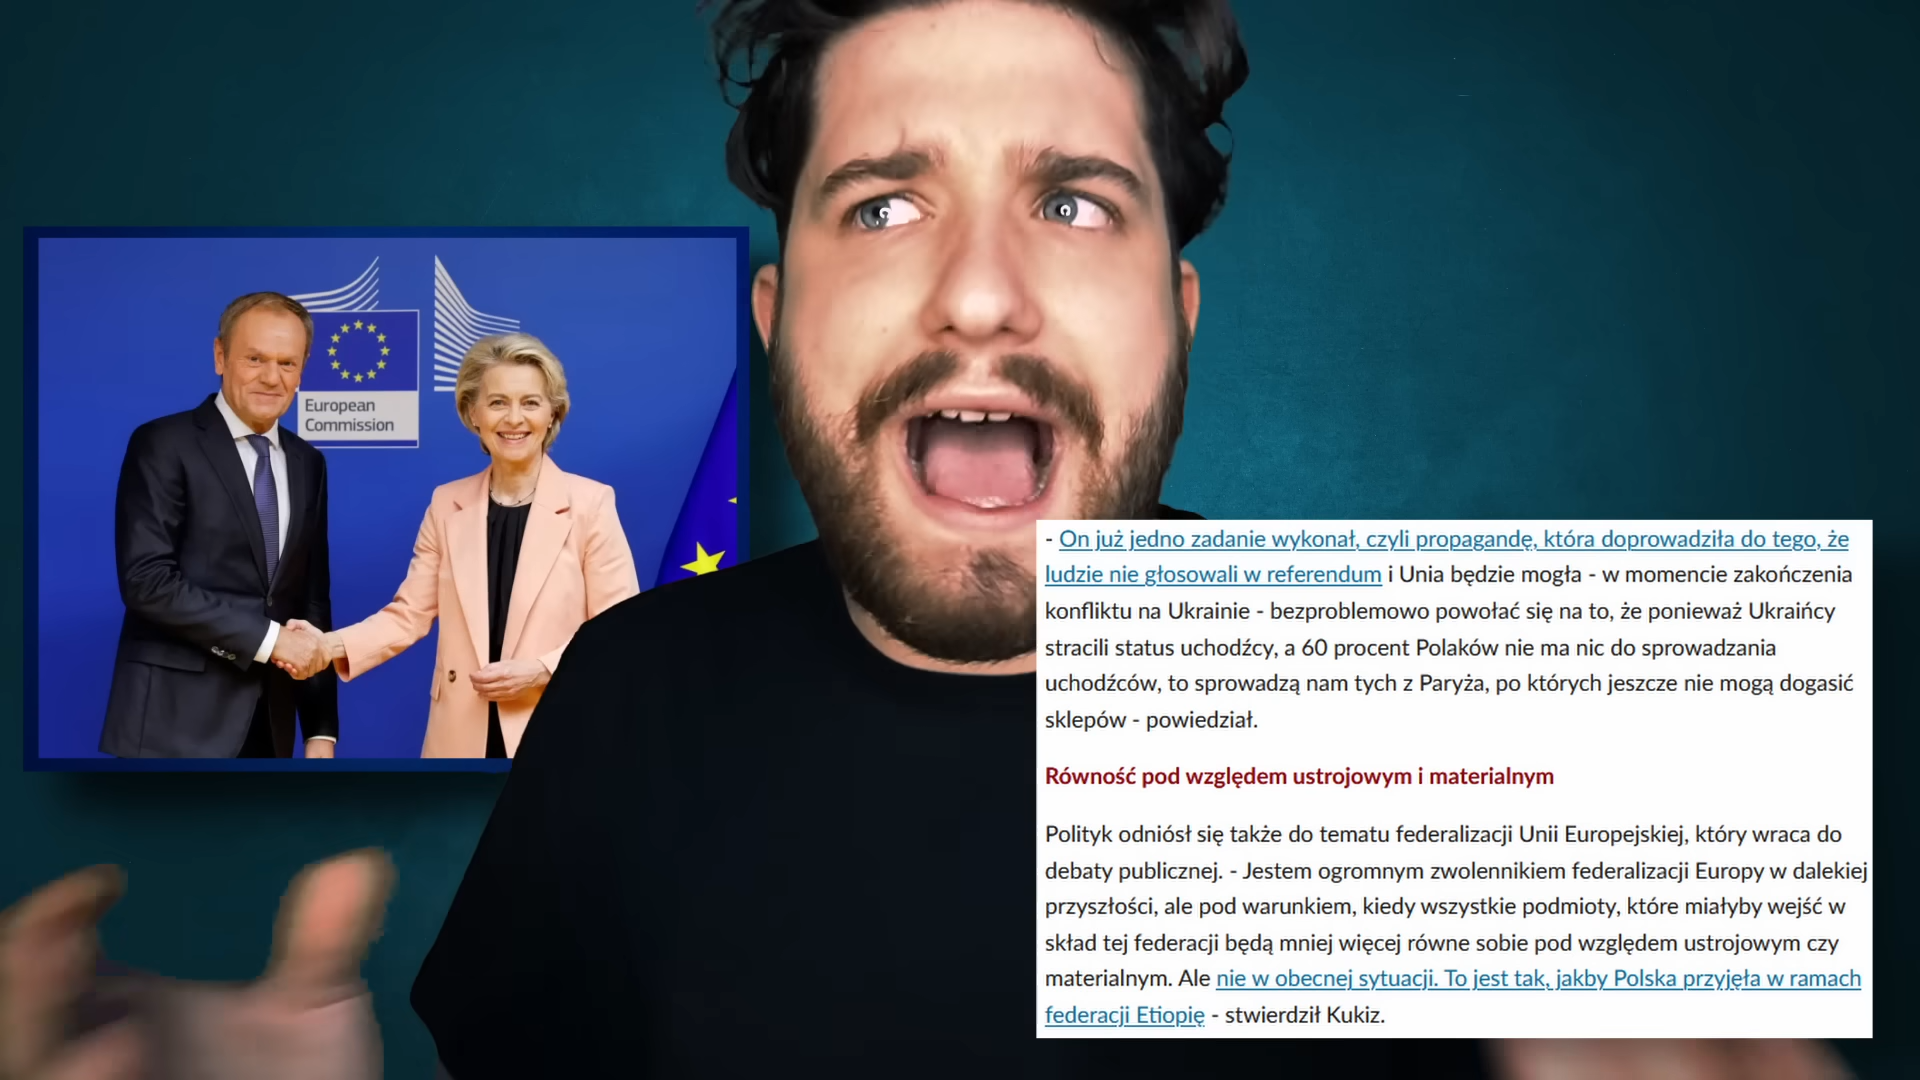 European
Commission
- On już jedno zadanie wykonał, czyli propagandę, która doprowadziła do tego, że
ludzie nie głosowali w referendum i Unia będzie mogła - w momencie zakończenia
konfliktu na Ukrainie - bezproblemowo powołać się na to, że ponieważ Ukraińcy
stracili status uchodźcy, a 60 procent Polaków nie ma nic do sprowadzania
uchodźców, to sprowadzą nam tych z Paryża, po których jeszcze nie mogą dogasić
sklepów - powiedział.
Równość pod względem ustrojowym i materialnym
Polityk odniósł się także do tematu federalizacji Unii Europejskiej, który wraca do
debaty publicznej. - Jestem ogromnym zwolennikiem federalizacji Europy w dalekiej
przyszłości, ale pod warunkiem, kiedy wszystkie podmioty, które miałyby wejść w
skład tej federacji będą mniej więcej równe sobie pod względem ustrojowym czy
materialnym. Ale nie w obecnej sytuacji. To jest tak, jakby Polska przyjęła w ramach
federacji Etiopię - stwierdził Kukiz.